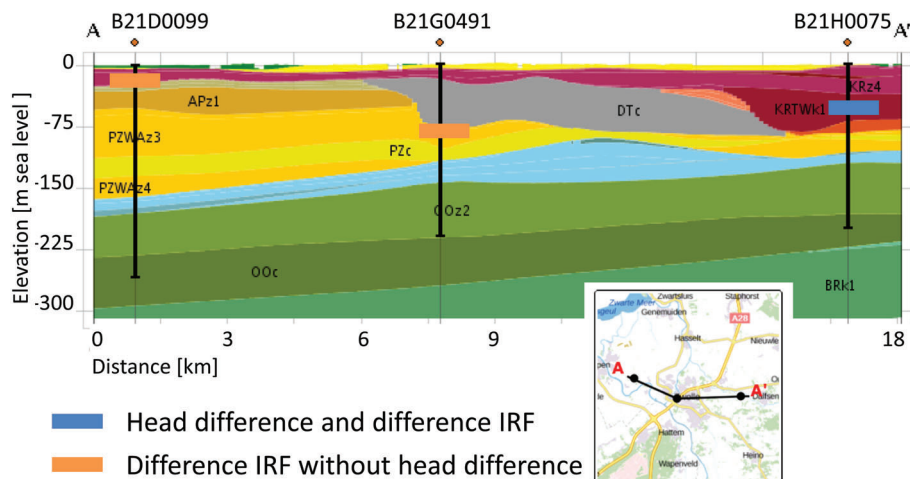 B21D0099 B21G0491 B21H0075
A A'
0
-75
-150
-225
-300
Elevation [m sea level ]
APz1
PZWAz3
PZWAz4
PZc
DTc
KRz4
KRTWk1
OOz2
OOc
BRk1
0 3 6 9 18
Distance [km]
Zwartsluis Staphorst
Zwarte Meer
Genemuiden
A28
Hasselt
Nieuwle
A
A'
Dalfsen
Hattem
Heino
Wapenveld
Head difference and difference IRF
Difference IRF without head difference